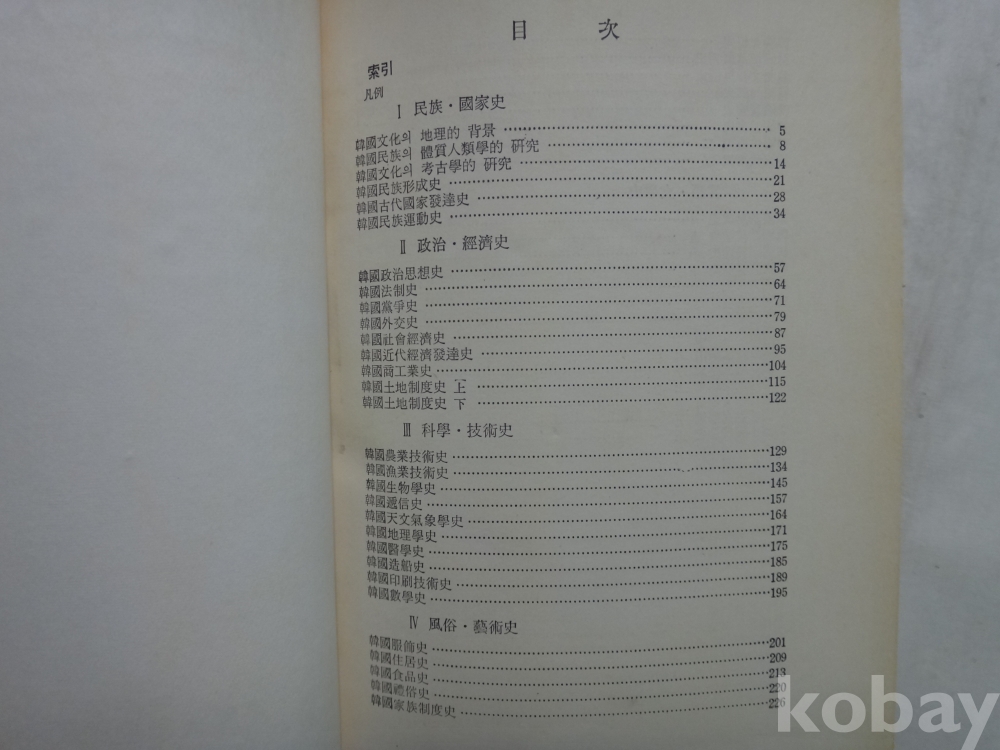 目 次
索引
凡例
Ⅰ 民族·國家史
韓國文化의 地理的 背景 ……… 5
韓國民族의 體質人類學的 硏究 ……… 8
韓國文化의 考古學的 硏究 ……… 14
韓國民族形成史 ……… 21
韓國古代國家發達史 ……… 28
韓國民族運動史 ……… 34
Ⅱ 政治·經濟史
韓國政治思想史 ……… 57
韓國法制史 ……… 64
韓國黨爭史 ……… 71
韓國外交史 ……… 79
韓國社會經濟史 ……… 87
韓國近代經濟發達史 ……… 95
韓國商工業史 ……… 104
韓國土地制度史 上 ……… 115
韓國土地制度史 下 ……… 122
Ⅲ 科學·技術史
韓國農業技術史 ……… 129
韓國漁業技術史 ……… 134
韓國生物學史 ……… 145
韓國遞信史 ……… 157
韓國天文氣象學史 ……… 164
韓國地理學史 ……… 171
韓國醫學史 ……… 175
韓國造船史 ……… 185
韓國印刷技術史 ……… 189
韓國數學史 ……… 195
Ⅳ 風俗·藝術史
韓國服飾史 ……… 201
韓國住居史 ……… 209
韓國食品史 ……… 213
韓國禮俗史 ……… 220
韓國家族制度史 ……… 226
kobay